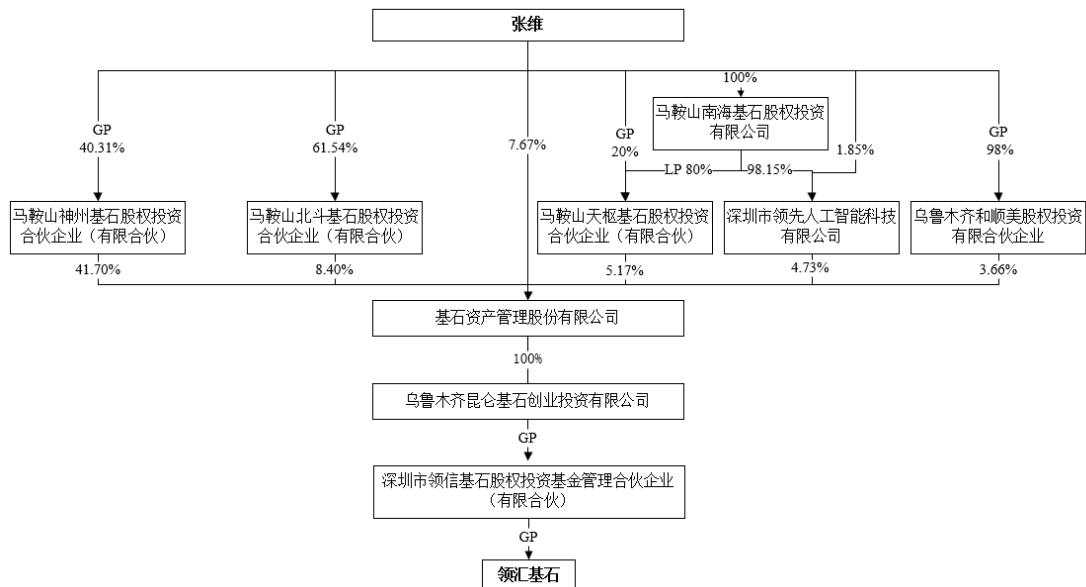 张维
100%
马鞍山南海基石股权投资
有限公司
GP
40.31%
GP
61.54%
7.67%
GP
20%
1.85%
GP
98%
LP 80%
98.15%
马鞍山神州基石股权投资
合伙企业（有限合伙）
马鞍山北斗基石股权投资
合伙企业（有限合伙）
马鞍山天枢基石股权投资
合伙企业（有限合伙）
深圳市领先人工智能科技
有限公司
乌鲁木齐和顺美股权投资
有限合伙企业
41.70%
8.40%
5.17%
4.73%
3.66%
基石资产管理股份有限公司
100%
乌鲁木齐昆仑基石创业投资有限公司
GP
深圳市领信基石股权投资基金管理合伙企业
（有限合伙）
GP
领汇基石